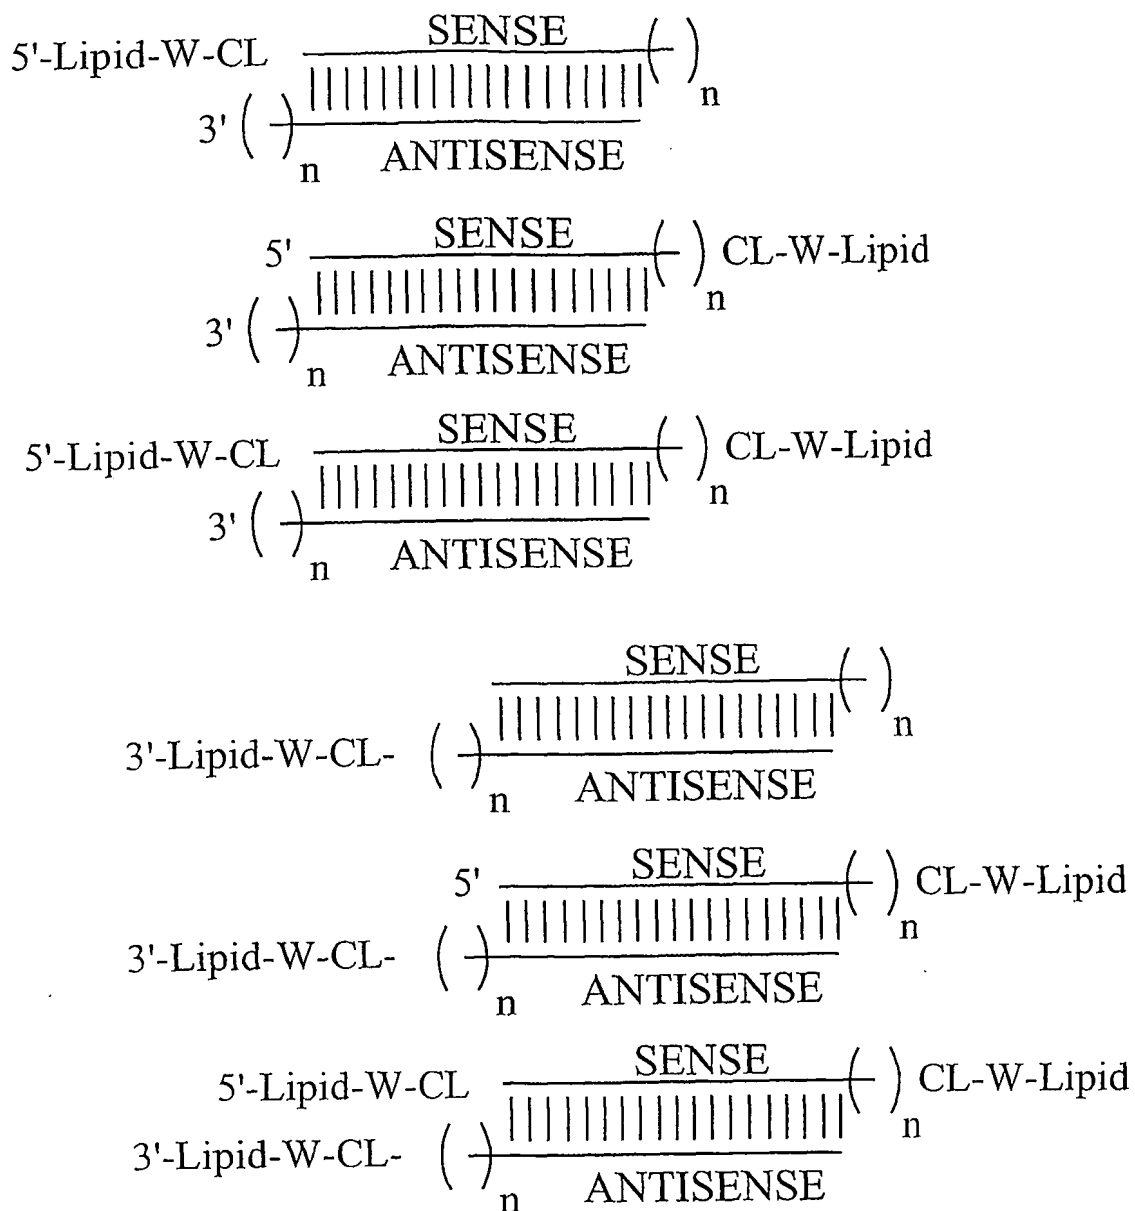 SENSE
5'-Lipid-W-CL ( )n
3' ( )n ANTISENSE
SENSE
5' ( )n CL-W-Lipid
3' ( )n ANTISENSE
SENSE
5'-Lipid-W-CL ( )n CL-W-Lipid
3' ( )n ANTISENSE
SENSE
( )n
3'-Lipid-W-CL- ( )n
ANTISENSE
SENSE
5' ( )n CL-W-Lipid
3'-Lipid-W-CL- ( )n
ANTISENSE
SENSE
5'-Lipid-W-CL ( )n CL-W-Lipid
3'-Lipid-W-CL- ( )n
ANTISENSE